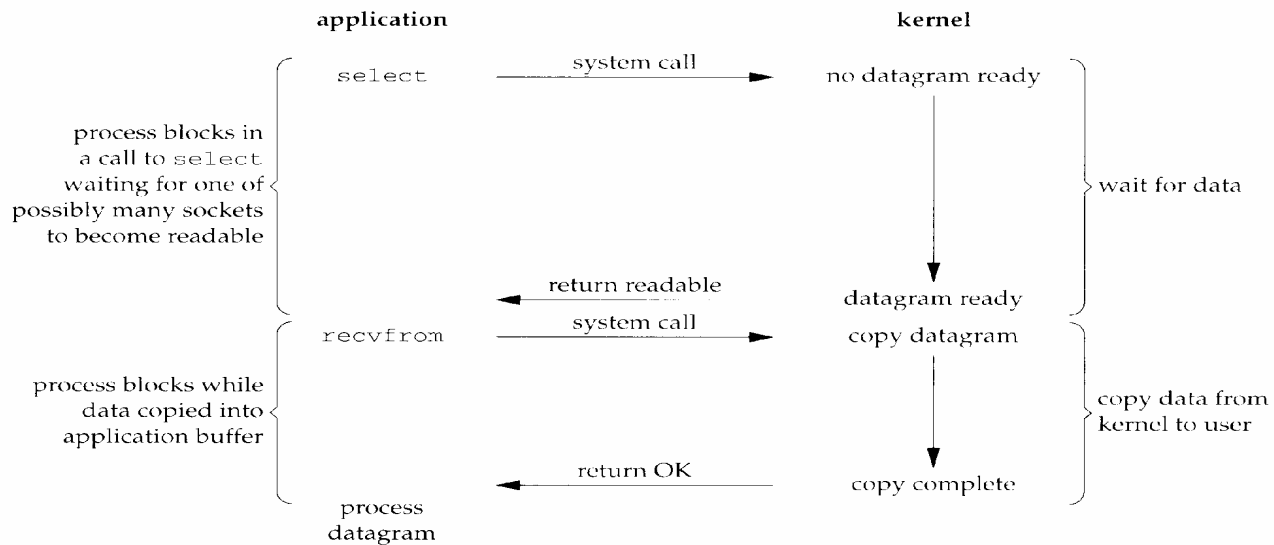 application
kernel
select
system call
no datagram ready
process blocks in
a call to select
waiting for one of
possibly many sockets
to become readable
wait for data
return readable
datagram ready
recvfrom
system call
copy datagram
process blocks while
data copied into
application buffer
copy data from
kernel to user
return OK
copy complete
process
datagram